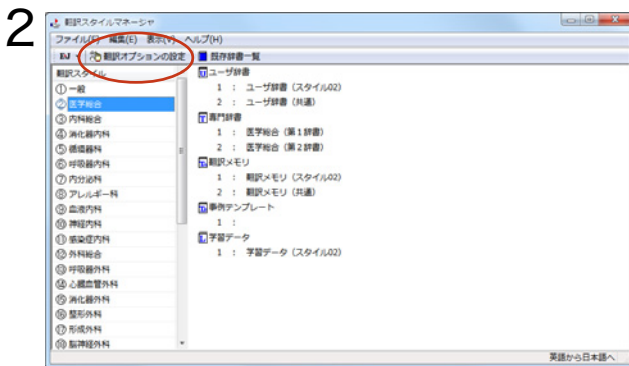 2
翻訳スタイルマネージャ
ファイル(F) 編集(E) 表示(V) ヘルプ(H)
EJ 翻訳オプションの設定 既存辞書一覧
翻訳スタイル
① 一般
② 医学総合
③ 内科総合
④ 消化器内科
⑤ 循環器科
⑥ 呼吸器内科
⑦ 内分泌科
⑧ アレルギー科
⑨ 血液内科
⑩ 神経内科
⑪ 感染症内科
⑫ 外科総合
⑬ 呼吸器外科
⑭ 心臓血管外科
⑮ 消化器外科
⑯ 整形外科
⑰ 形成外科
⑱ 脳神経外科
ユーザ辞書
1 : ユーザ辞書 (スタイル02)
2 : ユーザ辞書 (共通)
専門辞書
1 : 医学総合 (第1辞書)
2 : 医学総合 (第2辞書)
翻訳メモリ
1 : 翻訳メモリ (スタイル02)
2 : 翻訳メモリ (共通)
事例テンプレート
1 :
学習データ
1 : 学習データ (スタイル02)
英語から日本語へ